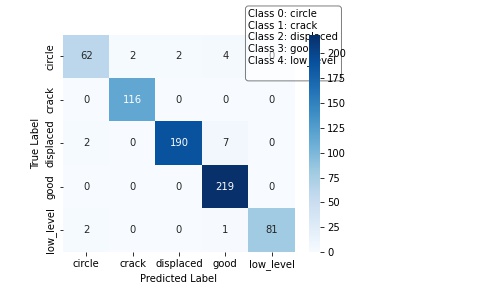 Class 0: circle
Class 1: crack
Class 2: displaced
Class 3: good
Class 4: low_level
circle 62 2 2 4 0
crack 0 116 0 0 0
displaced 2 0 190 7 0
good 0 0 0 219 0
low_level 2 0 0 1 81
circle crack displaced good low_level
Predicted Label
True Label
200
175
150
125
100
75
50
25
0